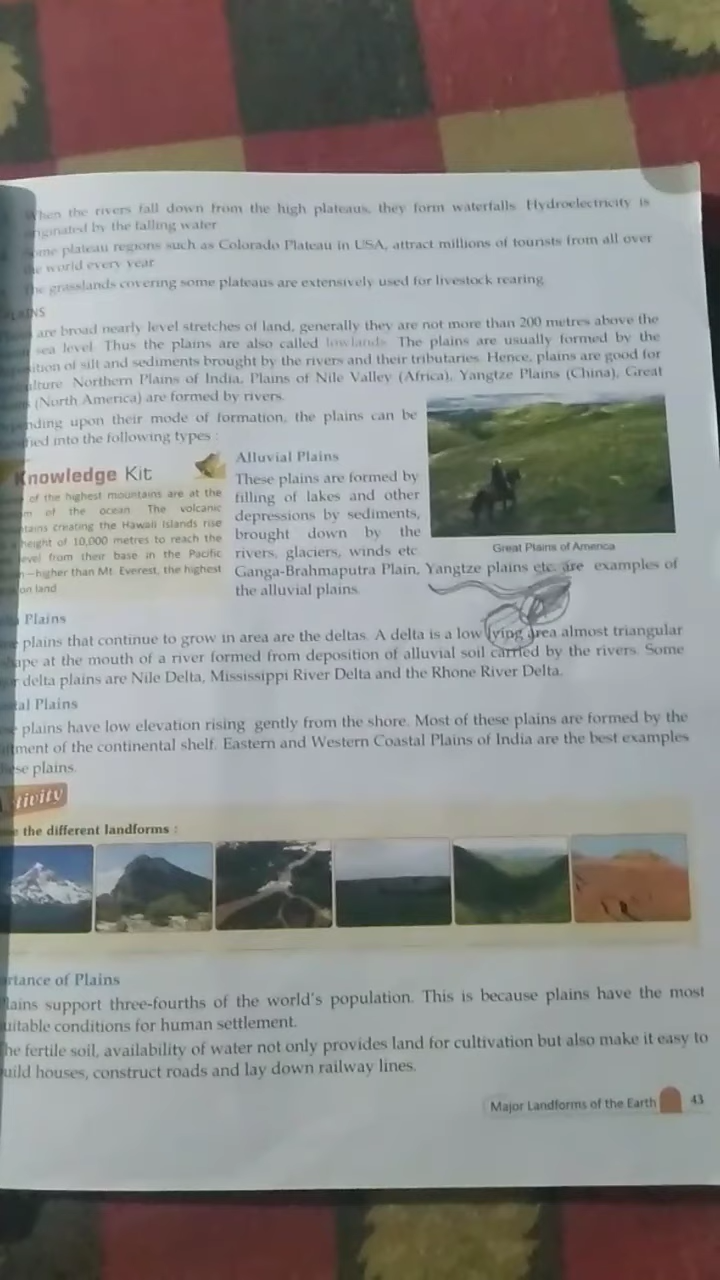 When the rivers fall down from the high plateaus, they form waterfalls. Hydroelectricity is
originated by the falling water.
Some plateau regions such as Colorado Plateau in USA, attract millions of tourists from all over
the world every year.
The grasslands covering some plateaus are extensively used for livestock rearing.
PLAINS
are broad nearly level stretches of land, generally they are not more than 200 metres above the
sea level. Thus the plains are also called lowlands. The plains are usually formed by the
of silt and sediments brought by the rivers and their tributaries. Hence, plains are good for
Northern Plains of India, Plains of Nile Valley (Africa), Yangtze Plains (China), Great
(North America) are formed by rivers.
upon their mode of formation, the plains can be
into the following types :
Knowledge Kit
of the highest mountains are at the
of the ocean. The volcanic
creating the Hawaii Islands rise
height of 10,000 metres to reach the
from their base in the Pacific
—higher than Mt. Everest, the highest
on land
Alluvial Plains
These plains are formed by
filling of lakes and other
depressions by sediments,
brought down by the
rivers, glaciers, winds etc.
Ganga-Brahmaputra Plain, Yangtze plains etc. are examples of
the alluvial plains.
Great Plains of America
Plains
plains that continue to grow in area are the deltas. A delta is a low lying area almost triangular
at the mouth of a river formed from deposition of alluvial soil carried by the rivers. Some
delta plains are Nile Delta, Mississippi River Delta and the Rhone River Delta.
Plains
plains have low elevation rising gently from the shore. Most of these plains are formed by the
of the continental shelf. Eastern and Western Coastal Plains of India are the best examples
plains.
the different landforms :
of Plains
Plains support three-fourths of the world's population. This is because plains have the most
suitable conditions for human settlement.
The fertile soil, availability of water not only provides land for cultivation but also make it easy to
build houses, construct roads and lay down railway lines.
Major Landforms of the Earth 43